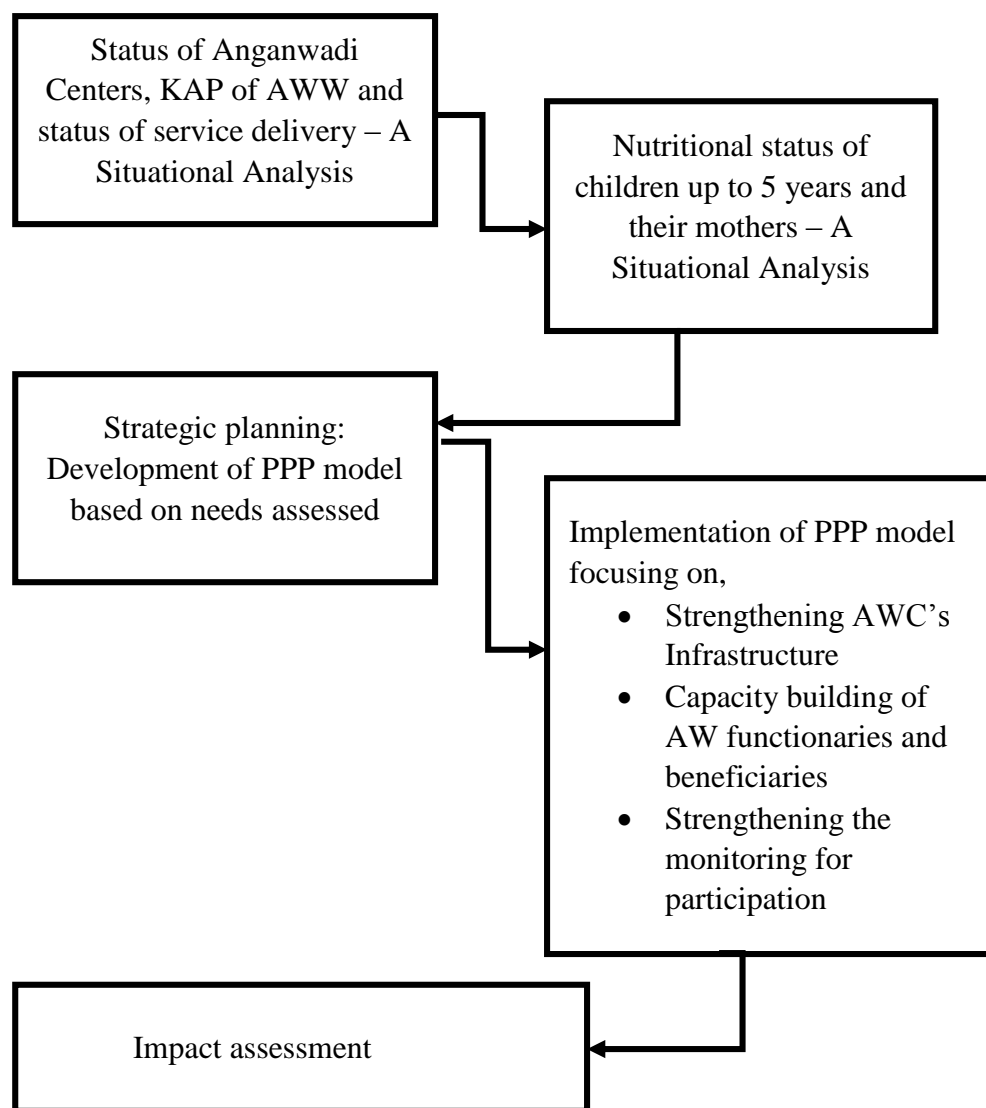 Status of Anganwadi
Centers, KAP of AWW and
status of service delivery – A
Situational Analysis
Nutritional status of
children up to 5 years and
their mothers – A
Situational Analysis
Strategic planning:
Development of PPP model
based on needs assessed
Implementation of PPP model
focusing on,
• Strengthening AWC’s
Infrastructure
• Capacity building of
AW functionaries and
beneficiaries
• Strengthening the
monitoring for
participation
Impact assessment